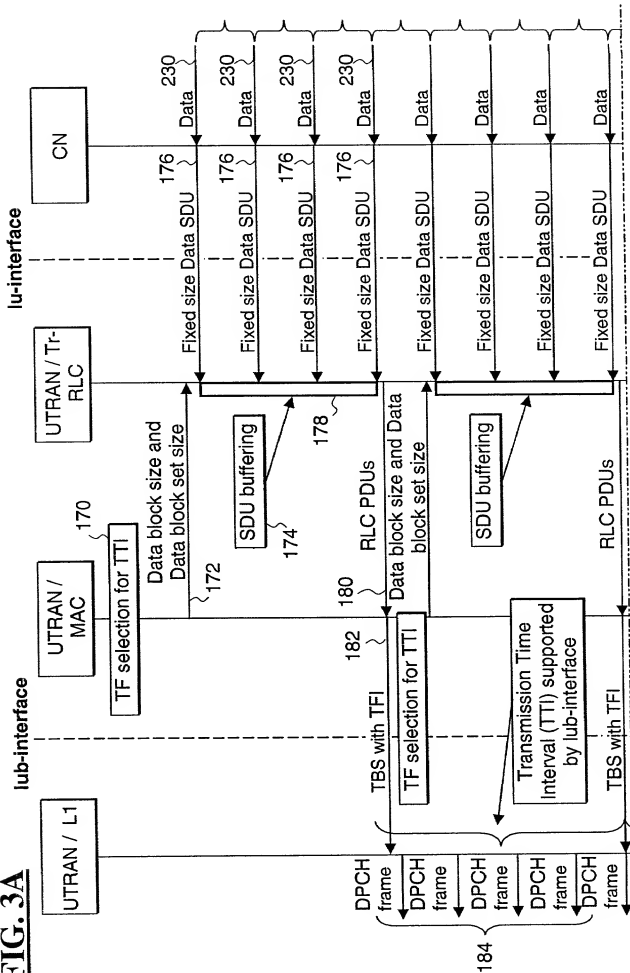 FIG. 3A
Iub-interface
Iu-interface
UTRAN / L1
UTRAN /
MAC
UTRAN / Tr-
RLC
CN
TF selection for TTI
170
Data block size and
Data block set size
172
Fixed size Data SDU
176
Data
230
Fixed size Data SDU
176
Data
230
SDU buffering
174
178
Fixed size Data SDU
176
Data
230
Fixed size Data SDU
176
Data
230
RLC PDUs
180
182
TBS with TFI
TF selection for TTI
Data block size and Data
block set size
Fixed size Data SDU
Data
Fixed size Data SDU
Data
SDU buffering
Fixed size Data SDU
Data
Fixed size Data SDU
Data
Transmission Time
Interval (TTI) supported
by Iub-interface
RLC PDUs
TBS with TFI
DPCH
frame
DPCH
frame
DPCH
frame
DPCH
frame
DPCH
frame
184